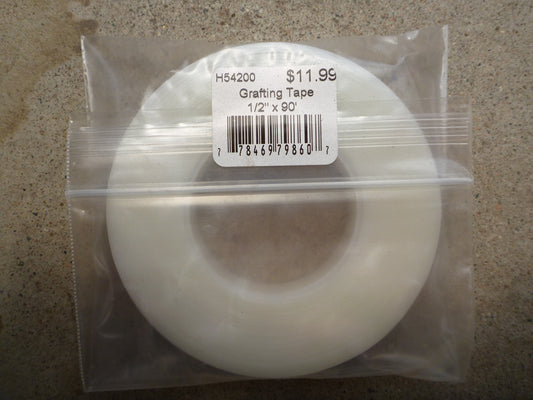 H54200 $11.99
Grafting Tape
1/2" x 90'
7 78469 79860 7